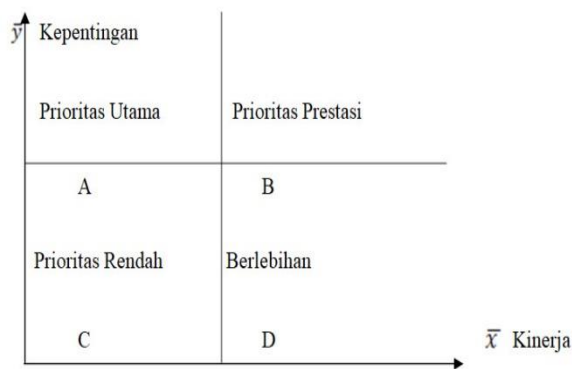 ȳ Kepentingan
Prioritas Utama Prioritas Prestasi
A B
Prioritas Rendah Berlebihan
C D
x̄ Kinerja